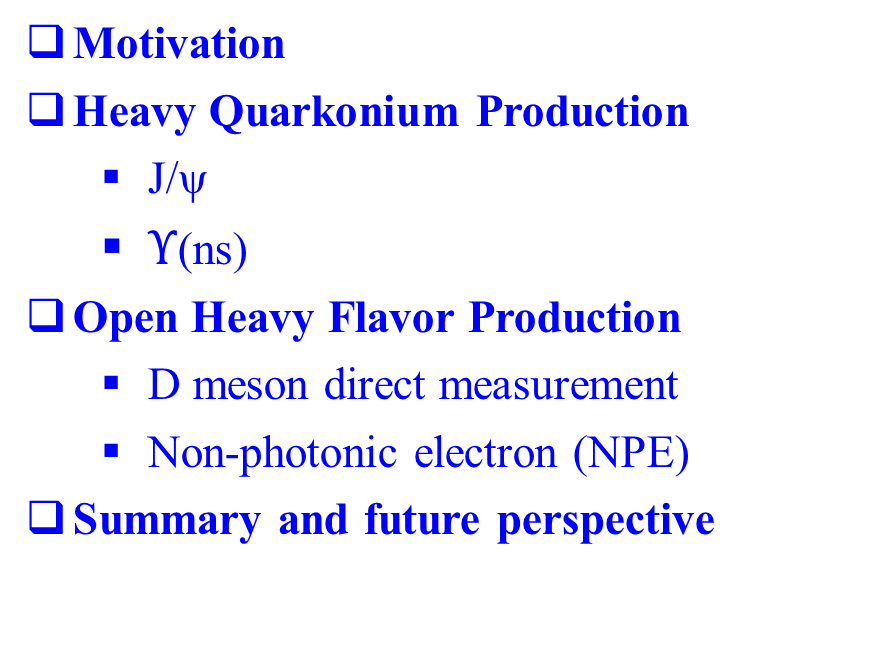 ❑ Motivation
❑ Heavy Quarkonium Production
▪ J/ψ
▪ ϒ(ns)
❑ Open Heavy Flavor Production
▪ D meson direct measurement
▪ Non-photonic electron (NPE)
❑ Summary and future perspective